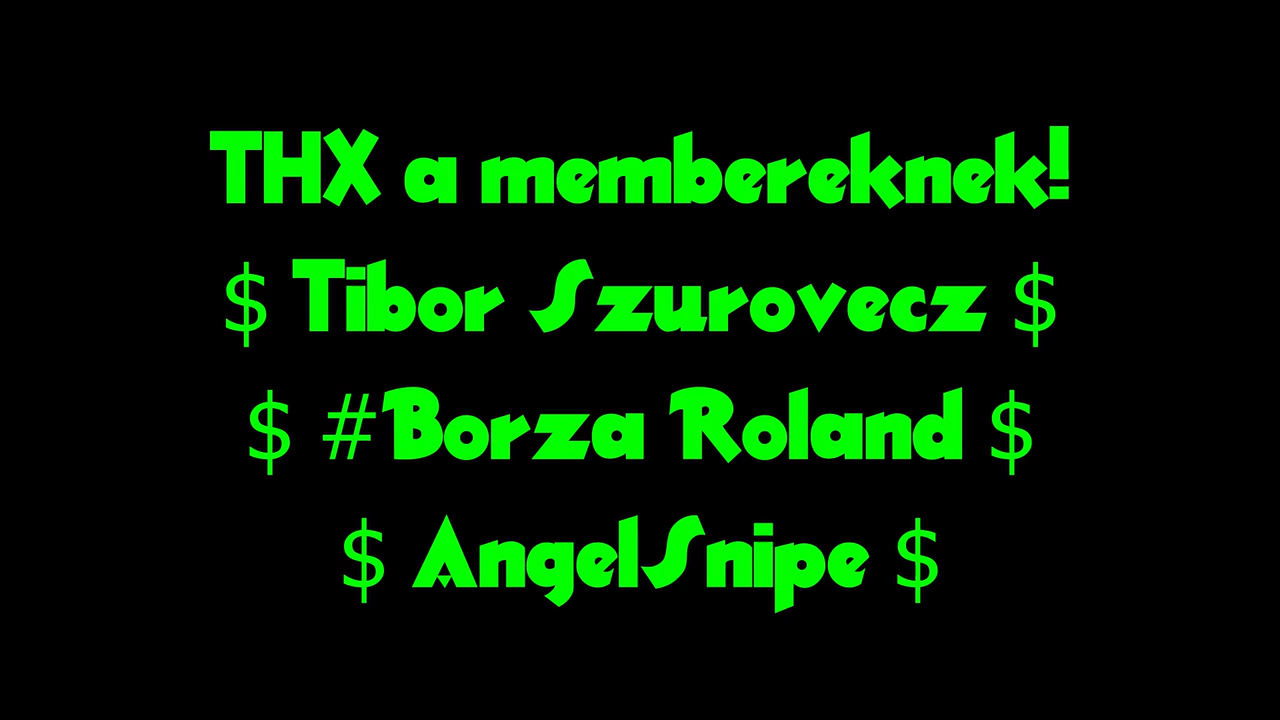 THX a membereknek!
$ Tibor Szurovecz $
$ #Borza Roland $
$ AngelSnipe $